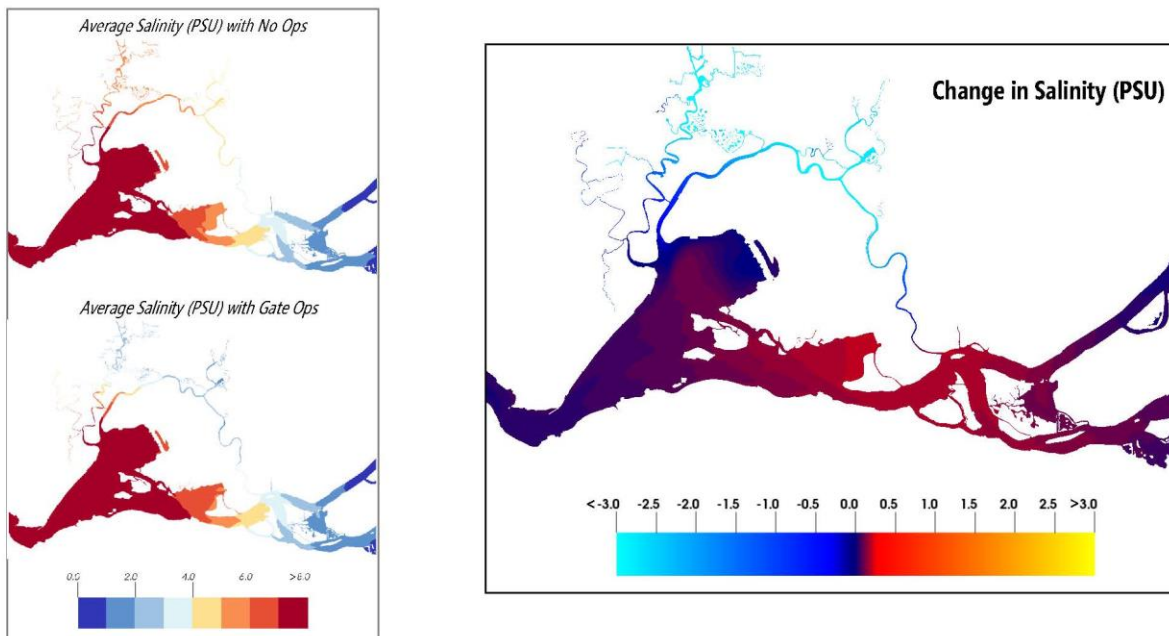 Average Salinity (PSU) with No Ops
Average Salinity (PSU) with Gate Ops
0.0 2.0 4.0 6.0 >8.0
Change in Salinity (PSU)
<-3.0 -2.5 -2.0 -1.5 -1.0 -0.5 0.0 0.5 1.0 1.5 2.0 2.5 >3.0